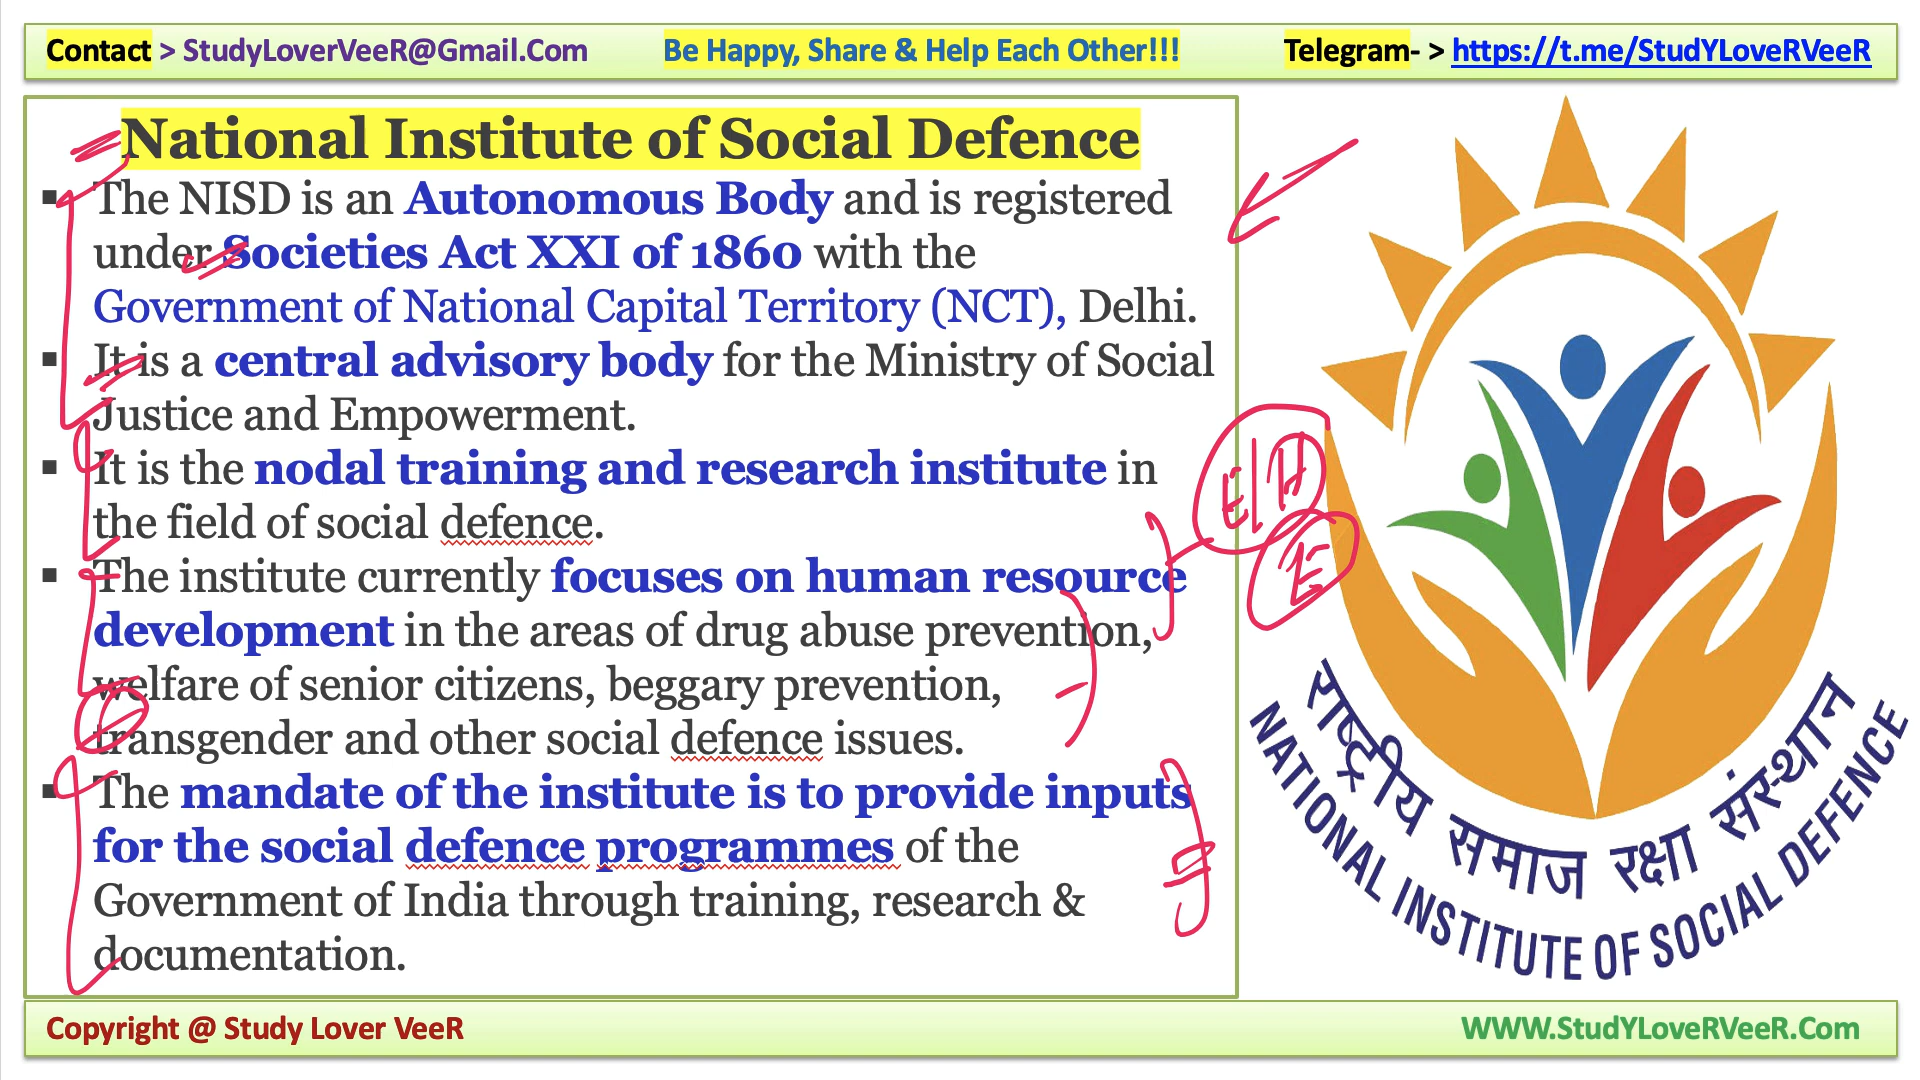 Contact > StudyLoverVeeR@Gmail.Com Be Happy, Share & Help Each Other!!! Telegram- > https://t.me/StudYLoveRVeeR
National Institute of Social Defence
▪ The NISD is an Autonomous Body and is registered
under Societies Act XXI of 1860 with the
Government of National Capital Territory (NCT), Delhi.
▪ It is a central advisory body for the Ministry of Social
Justice and Empowerment.
▪ It is the nodal training and research institute in
the field of social defence.
▪ The institute currently focuses on human resource
development in the areas of drug abuse prevention,
welfare of senior citizens, beggary prevention,
transgender and other social defence issues.
▪ The mandate of the institute is to provide inputs
for the social defence programmes of the
Government of India through training, research &
documentation.
E/H
E
राष्ट्रीय समाज रक्षा संस्थान
NATIONAL INSTITUTE OF SOCIAL DEFENCE
Copyright @ Study Lover VeeR WWW.StudYLoveRVeeR.Com